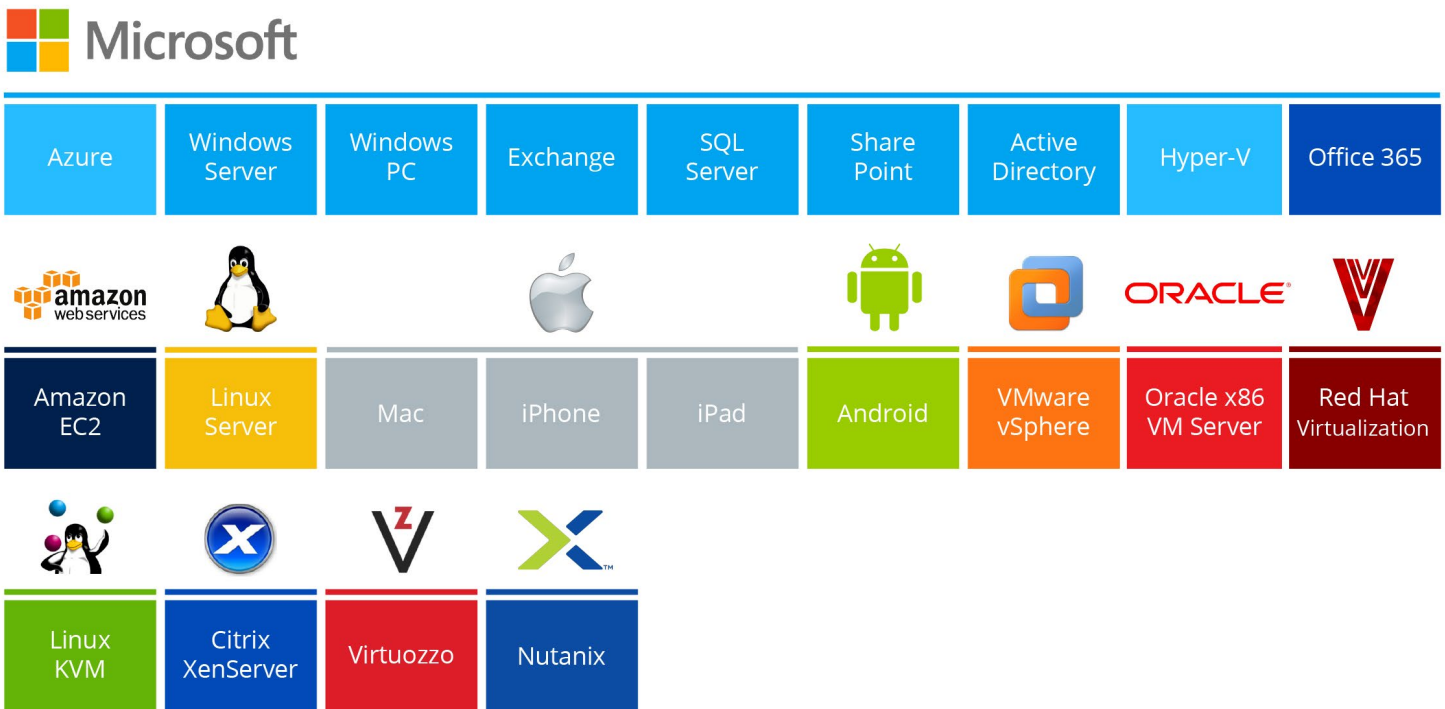 Microsoft
Azure
Windows
Server
Windows
PC
Exchange
SQL
Server
Share
Point
Active
Directory
Hyper-V
Office 365
amazon
webservices
ORACLE®
Amazon
EC2
Linux
Server
Mac
iPhone
iPad
Android
VMware
vSphere
Oracle x86
VM Server
Red Hat
Virtualization
X
Z
V
TM
Linux
KVM
Citrix
XenServer
Virtuozzo
Nutanix